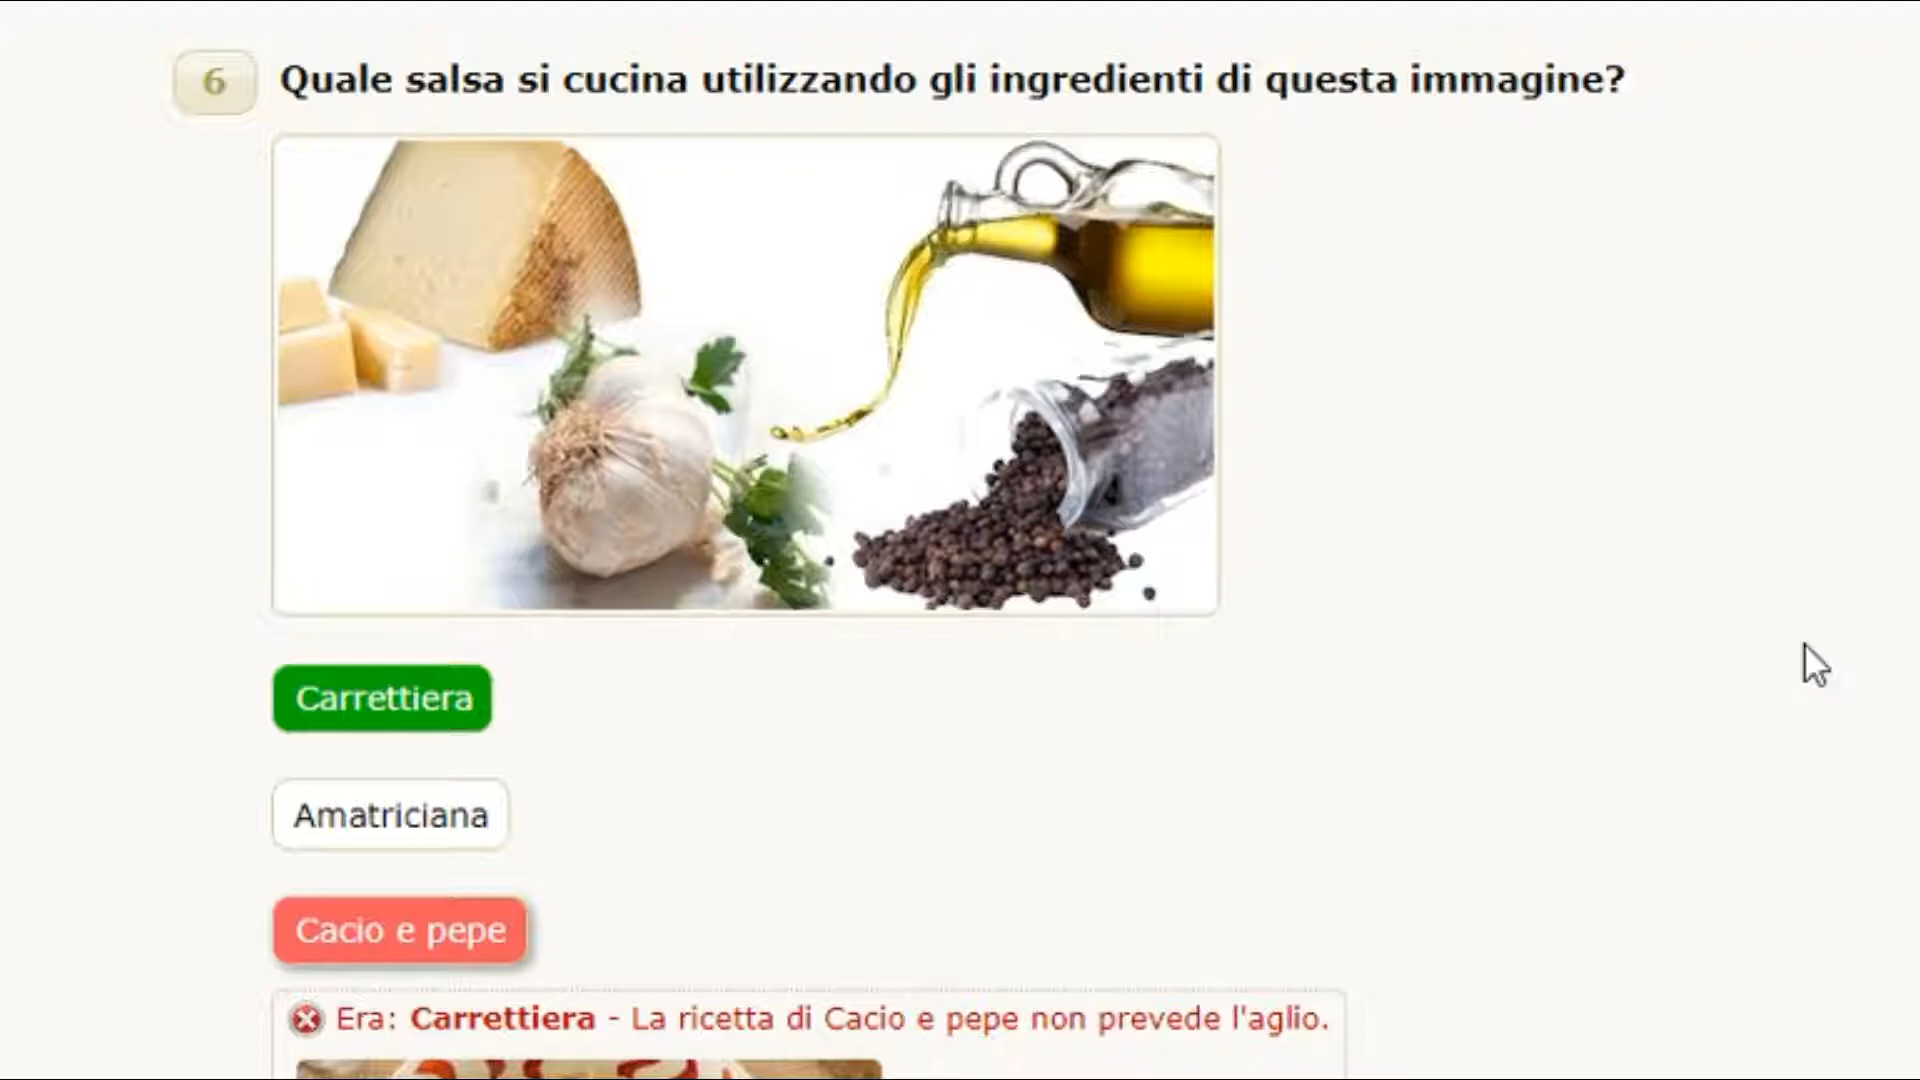 6 Quale salsa si cucina utilizzando gli ingredienti di questa immagine?
Carrettiera
Amatriciana
Cacio e pepe
Era: Carrettiera - La ricetta di Cacio e pepe non prevede l'aglio.